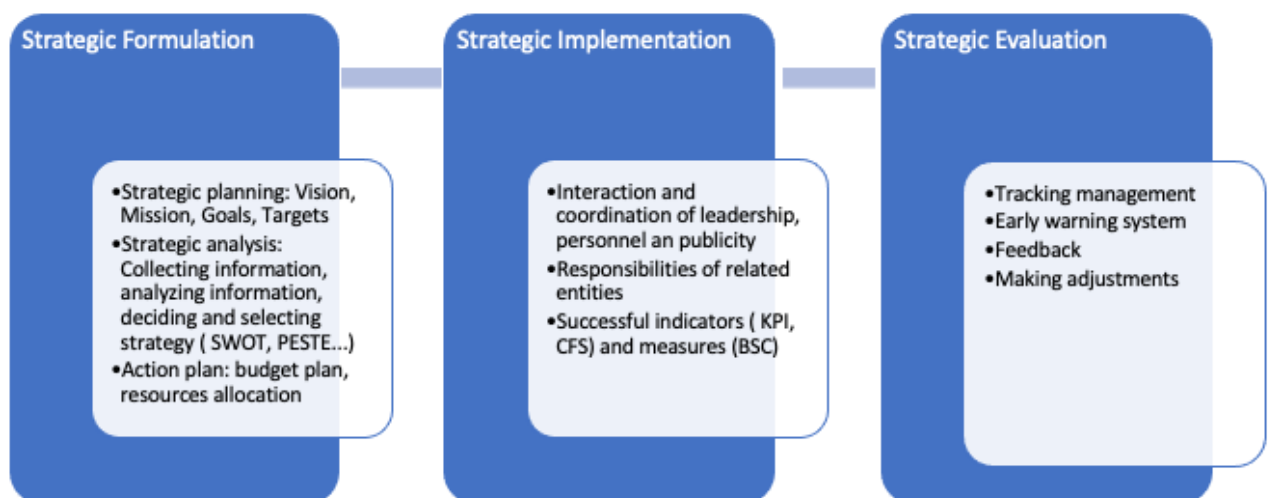 Strategic Formulation
•Strategic planning: Vision,
Mission, Goals, Targets
•Strategic analysis:
Collecting information,
analyzing information,
deciding and selecting
strategy ( SWOT, PESTE...)
•Action plan: budget plan,
resources allocation
Strategic Implementation
•Interaction and
coordination of leadership,
personnel an publicity
•Responsibilities of related
entities
•Successful indicators ( KPI,
CFS) and measures (BSC)
Strategic Evaluation
•Tracking management
•Early warning system
•Feedback
•Making adjustments